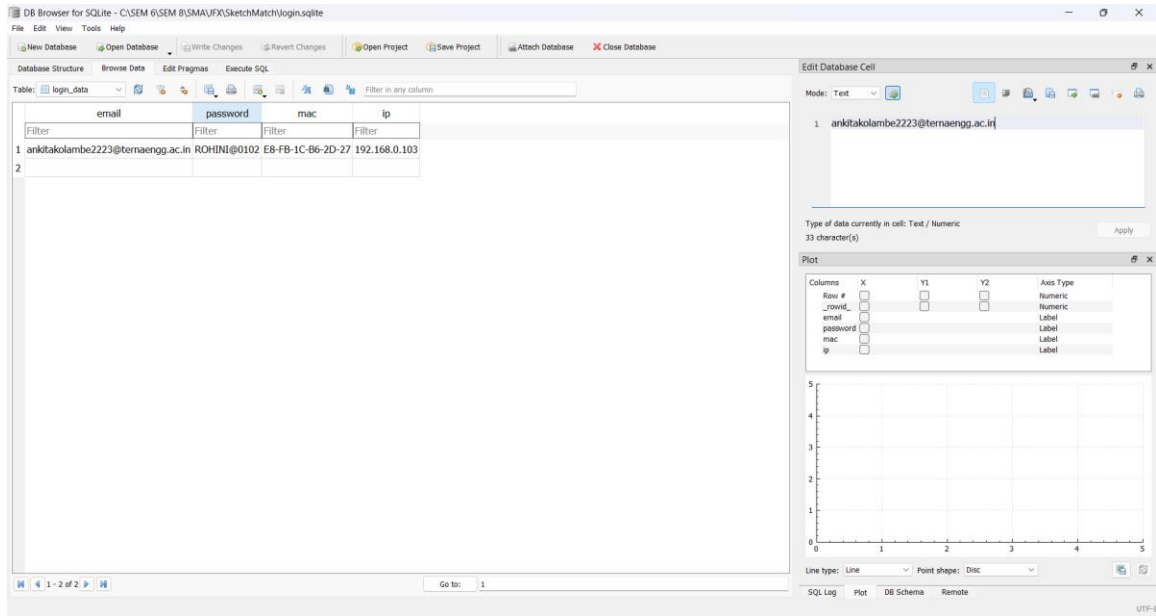 DB Browser for SQLite - C:\SEM 6\SEM 8\SMA\JFX\SketchMatch\login.sqlite
File Edit View Tools Help
New Database Open Database Write Changes Revert Changes Open Project Save Project Attach Database Close Database
Database Structure Browse Data Edit Pragmas Execute SQL
Table: login_data Filter in any column
email password mac ip
Filter Filter Filter Filter
1 ankitakolambe2223@ternaengg.ac.in ROHINI@0102 E8-FB-1C-B6-2D-27 192.168.0.103
2
1 - 2 of 2 Go to: 1
Edit Database Cell
Mode: Text
1 ankitakolambe2223@ternaengg.ac.in
Type of data currently in cell: Text / Numeric
33 character(s)
Apply
Plot
Columns X Y1 Y2 Axis Type
Row # Numeric
_rowid_ Numeric
email Label
password Label
mac Label
ip Label
5
4
3
2
1
0
0 1 2 3 4 5
Line type: Line Point shape: Disc
SQL Log Plot DB Schema Remote
UTF-8